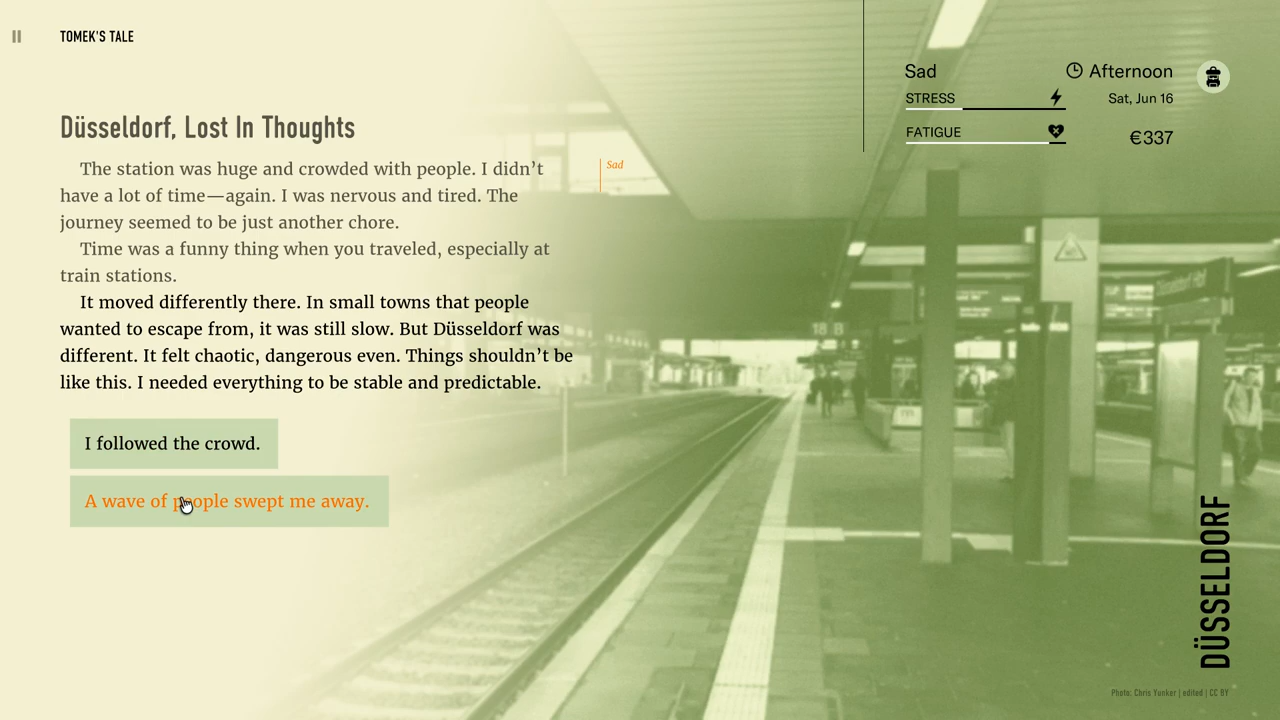 TOMEK'S TALE
Sad
Afternoon
STRESS
Sat, Jun 16
FATIGUE
€337
Düsseldorf, Lost In Thoughts
The station was huge and crowded with people. I didn’t
have a lot of time—again. I was nervous and tired. The
journey seemed to be just another chore.
Sad
Time was a funny thing when you traveled, especially at
train stations.
It moved differently there. In small towns that people
wanted to escape from, it was still slow. But Düsseldorf was
different. It felt chaotic, dangerous even. Things shouldn’t be
like this. I needed everything to be stable and predictable.
I followed the crowd.
A wave of people swept me away.
18
DÜSSELDORF
Photo: Chris Yunker | edited | CC BY